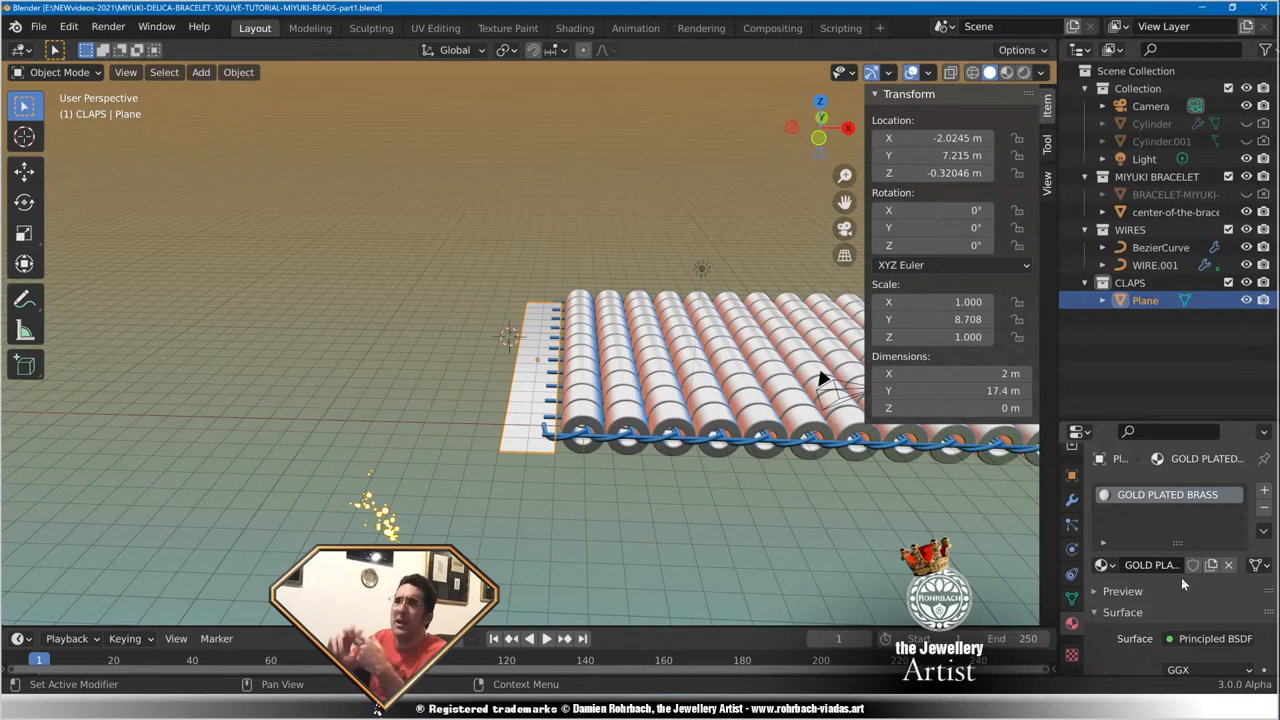 Blender [E:\NEWvideos-2021\MIYUKI-DELICA-BRACELET-3D\LIVE-TUTORIAL-MIYUKI-BEADS-part1.blend]
File Edit Render Window Help Layout Modeling Sculpting UV Editing Texture Paint Shading Animation Rendering Compositing Scripting + Scene View Layer
Global Options
Object Mode View Select Add Object
User Perspective
(1) CLAPS | Plane
Z
Y
X
Transform
Location:
X -2.0245 m
Y 7.215 m
Z -0.32046 m
Rotation:
X 0°
Y 0°
Z 0°
XYZ Euler
Scale:
X 1.000
Y 8.708
Z 1.000
Dimensions:
X 2 m
Y 17.4 m
Z 0 m
Item
Tool
View
Scene Collection
Collection
Camera
Cylinder
Cylinder.001
Light
MIYUKI BRACELET
BRACELET-MIYUKI-
center-of-the-brace
WIRES
BezierCurve
WIRE.001
CLAPS
Plane
Pl... GOLD PLATED...
GOLD PLATED BRASS
GOLD PLA...
Preview
Surface
Surface Principled BSDF
GGX
ROHRBACH
the Jewellery
Artist
Playback Keying View Marker 1 Start 1 End 250
1 20 40 60 120 140 160 180 200 220 240
Set Active Modifier Pan View Context Menu 3.0.0 Alpha
® Registered trademarks © Damien Rohrbach, the Jewellery Artist - www.rohrbach-viadas.art